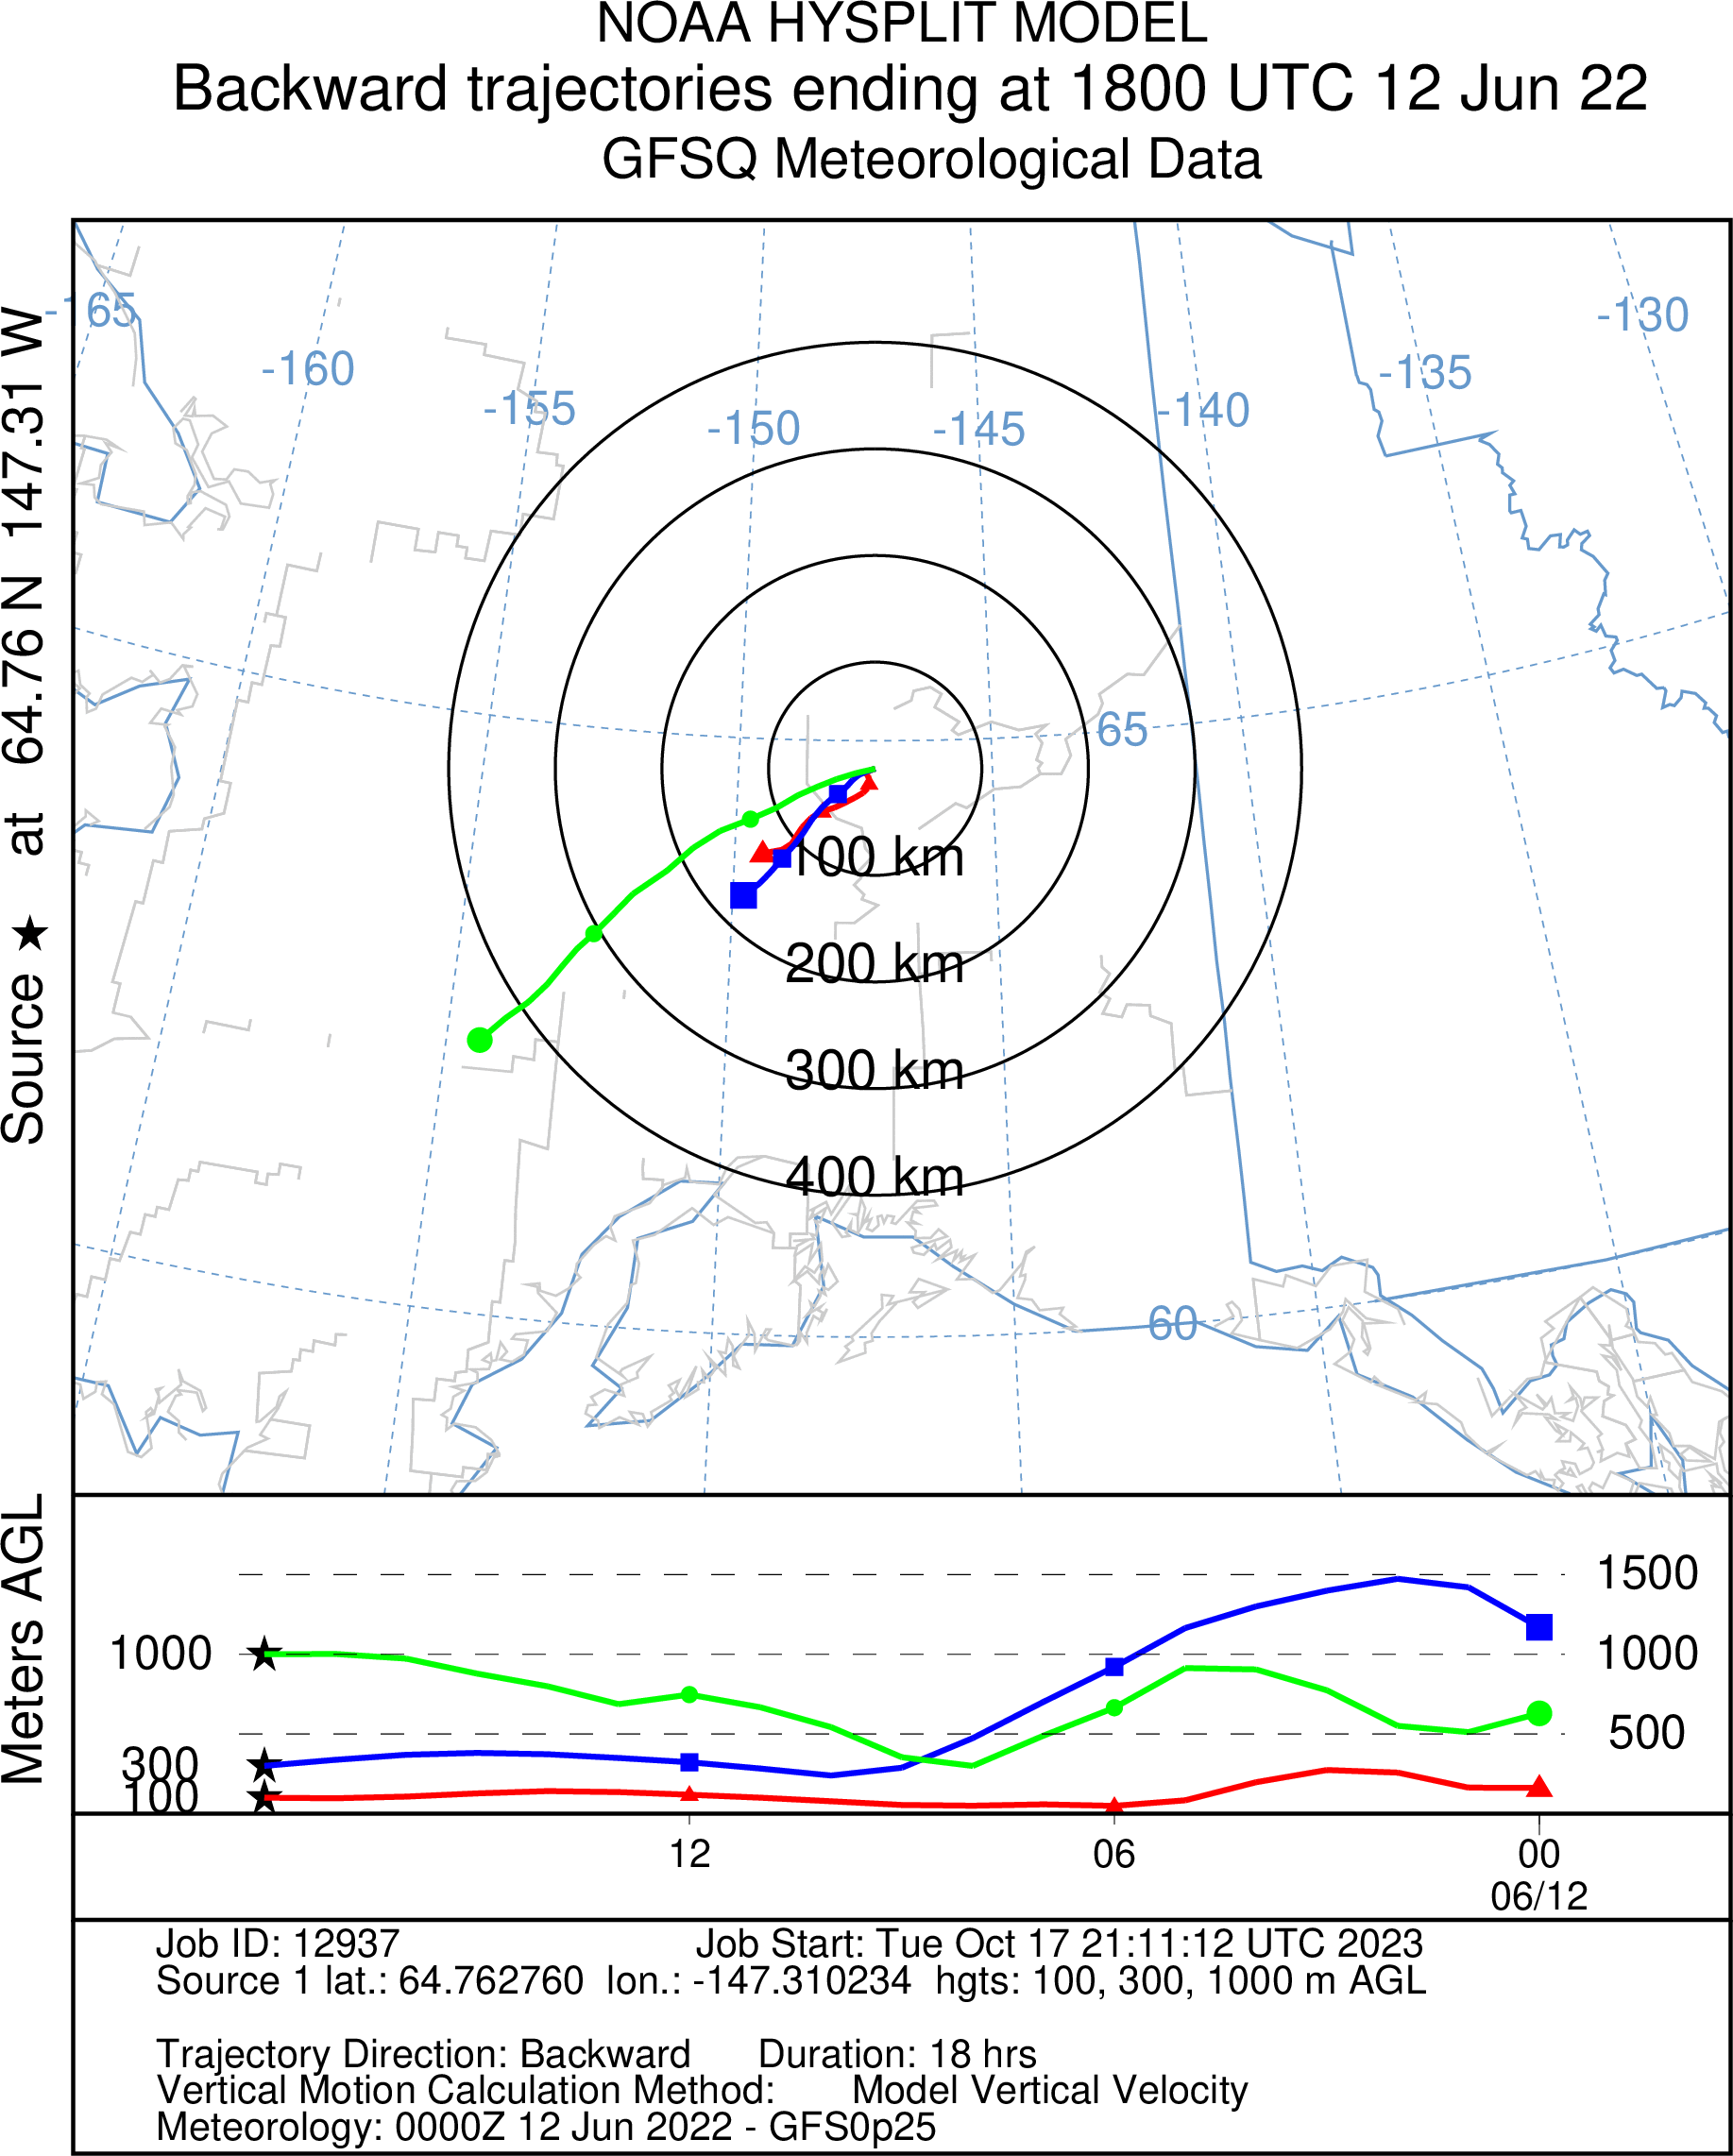 NOAA HYSPLIT MODEL
Backward trajectories ending at 1800 UTC 12 Jun 22
GFSQ Meteorological Data
Source ★ at 64.76 N 147.31 W
-165
-160
-155
-150
-145
-140
-135
-130
65
100 km
200 km
300 km
400 km
60
Meters AGL
1500
1000
1000
500
300
100
12
06
00
06/12
Job ID: 12937 Job Start: Tue Oct 17 21:11:12 UTC 2023
Source 1 lat.: 64.762760 lon.: -147.310234 hgts: 100, 300, 1000 m AGL
Trajectory Direction: Backward Duration: 18 hrs
Vertical Motion Calculation Method: Model Vertical Velocity
Meteorology: 0000Z 12 Jun 2022 - GFS0p25